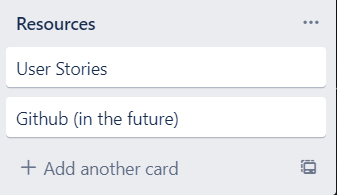 Resources
User Stories
Github (in the future)
+ Add another card